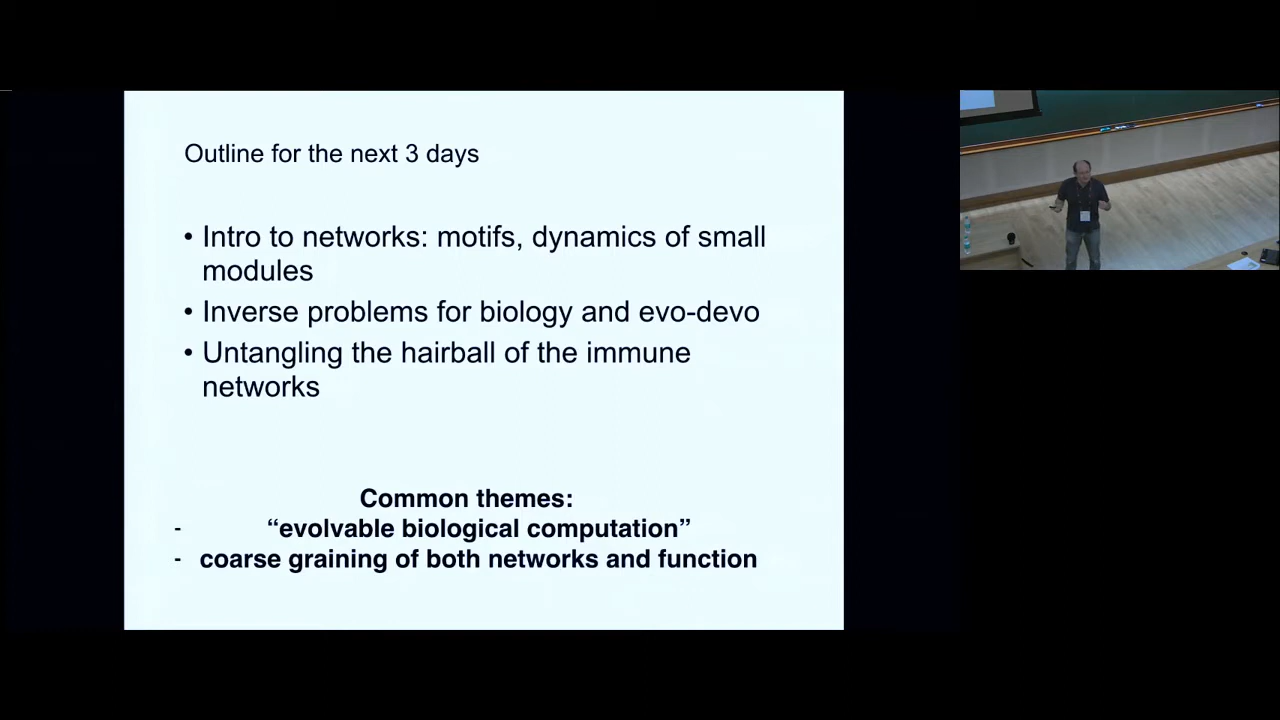 Outline for the next 3 days
• Intro to networks: motifs, dynamics of small
modules
• Inverse problems for biology and evo-devo
• Untangling the hairball of the immune
networks
Common themes:
- “evolvable biological computation”
- coarse graining of both networks and function